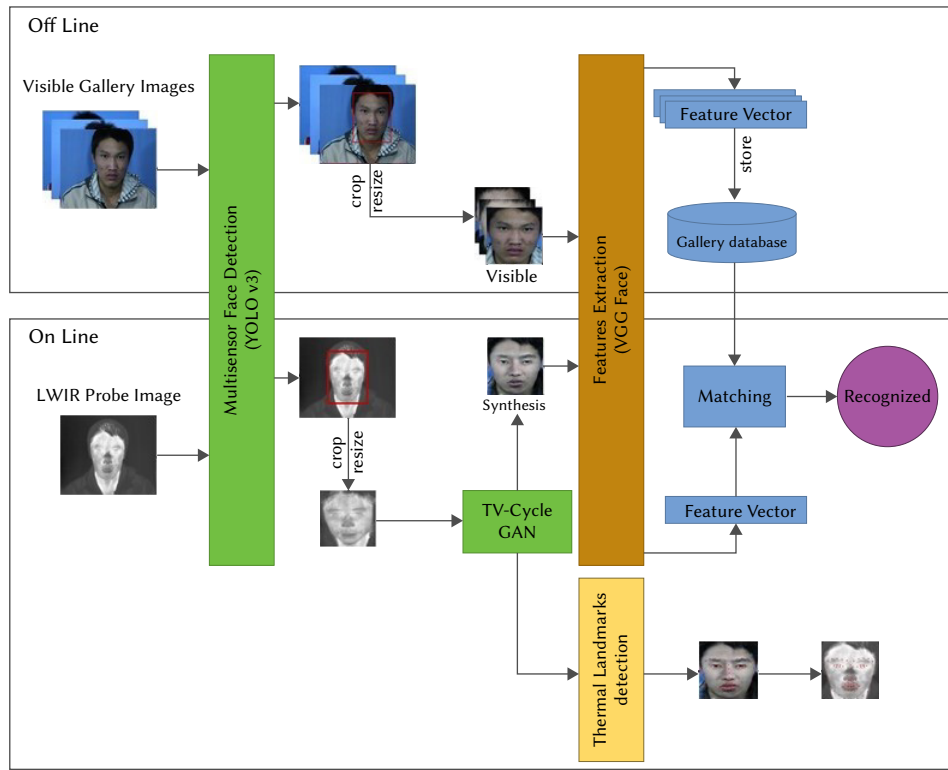 Off Line
Visible Gallery Images
Multisensor Face Detection
(YOLO v3)
crop
resize
Visible
Features Extraction
(VGG Face)
Feature Vector
store
Gallery database
On Line
LWIR Probe Image
crop
resize
Synthesis
TV-Cycle
GAN
Matching
Recognized
Feature Vector
Thermal Landmarks
detection